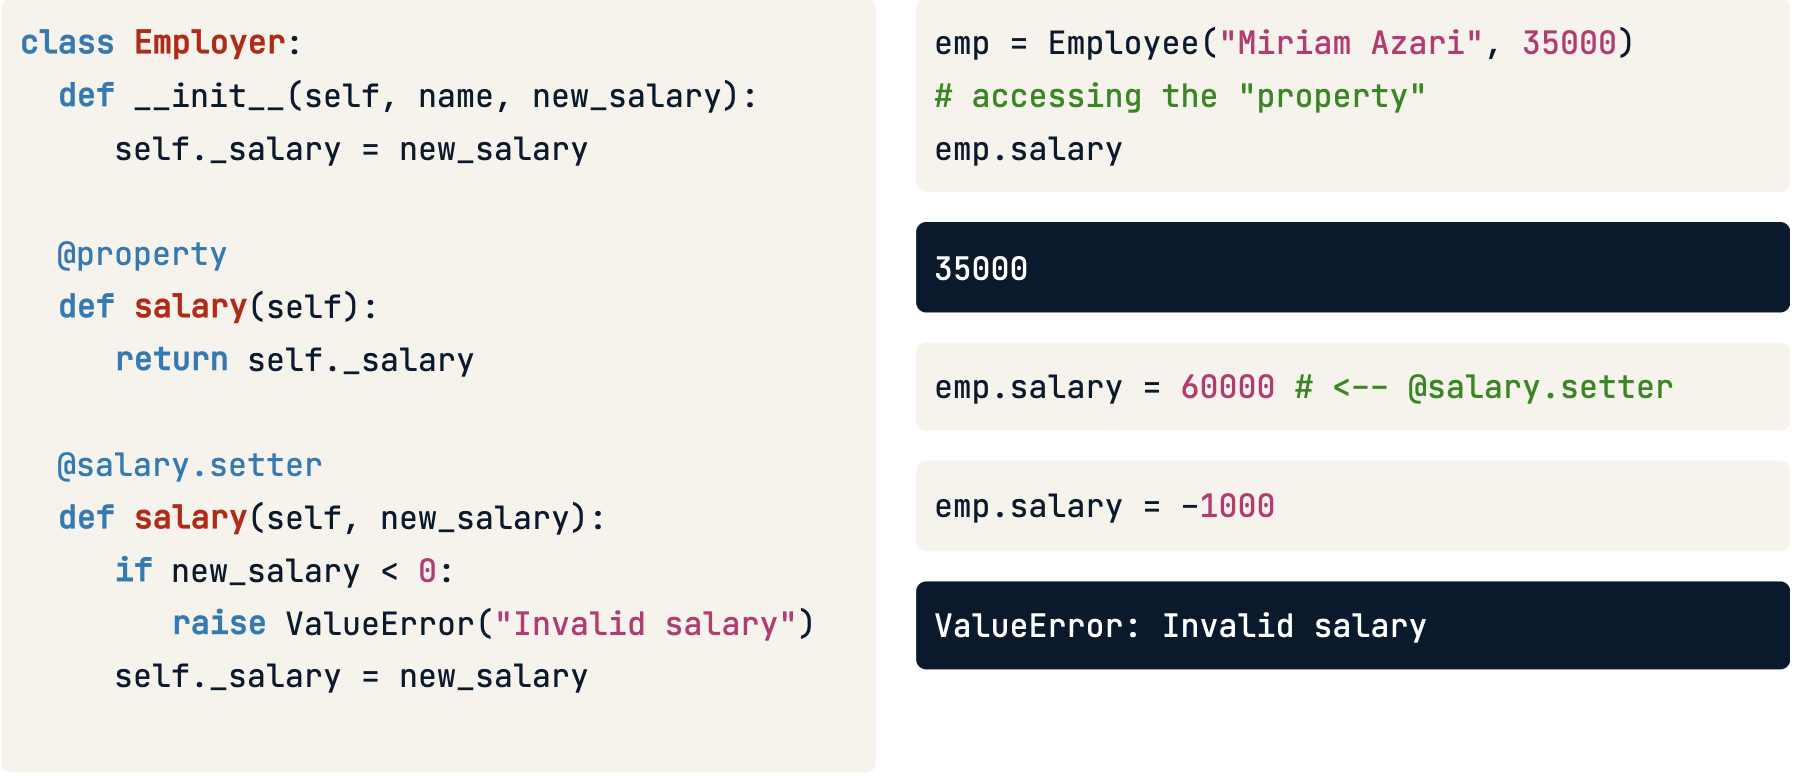 class Employer:
  def __init__(self, name, new_salary):
     self._salary = new_salary

  @property
  def salary(self):
     return self._salary

  @salary.setter
  def salary(self, new_salary):
     if new_salary < 0:
        raise ValueError("Invalid salary")
     self._salary = new_salary

emp = Employee("Miriam Azari", 35000)
# accessing the "property"
emp.salary

35000

emp.salary = 60000 # <-- @salary.setter

emp.salary = -1000

ValueError: Invalid salary